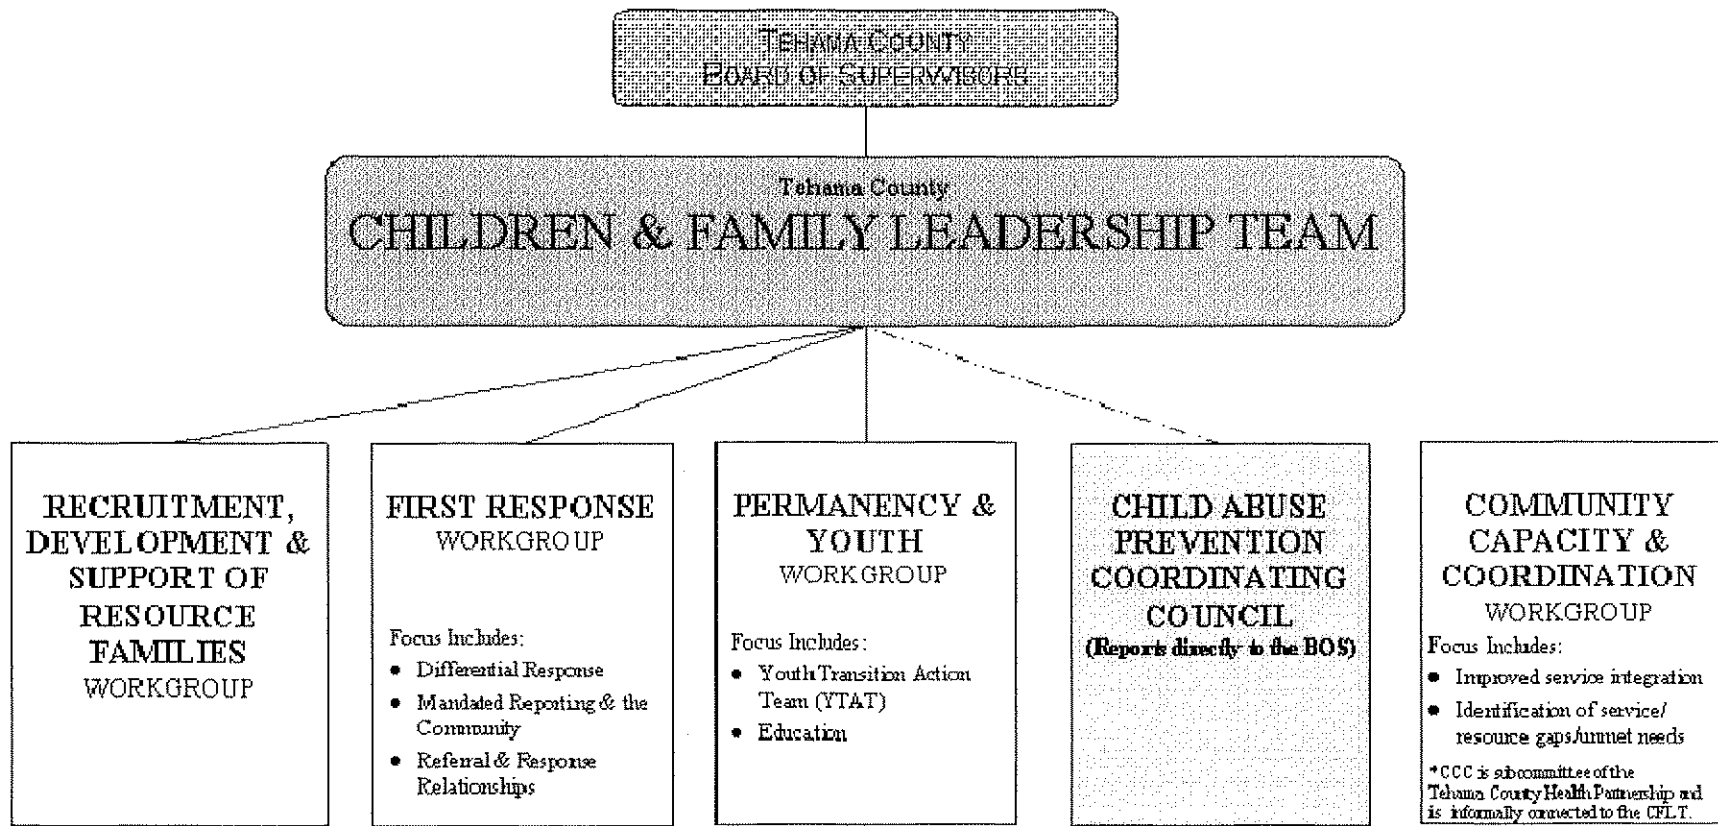 TEHAMA COUNTY
BOARD OF SUPERVISORS
Tehama County
CHILDREN & FAMILY LEADERSHIP TEAM
RECRUITMENT,
DEVELOPMENT &
SUPPORT OF
RESOURCE
FAMILIES
WORKGROUP
FIRST RESPONSE
WORKGROUP
Focus Includes:
• Differential Response
• Mandated Reporting & the
Community
• Referral & Response
Relationships
PERMANENCY &
YOUTH
WORKGROUP
Focus Includes:
• Youth Transition Action
Team (YTAT)
• Education
CHILD ABUSE
PREVENTION
COORDINATING
COUNCIL
(Reports directly to the BOS)
COMMUNITY
CAPACITY &
COORDINATION
WORKGROUP
Focus Includes:
• Improved service integration
• Identification of service/
resource gaps/unmet needs
*CCC is subcommittee of the
Tehama County Health Partnership and
is informally connected to the CFLT.